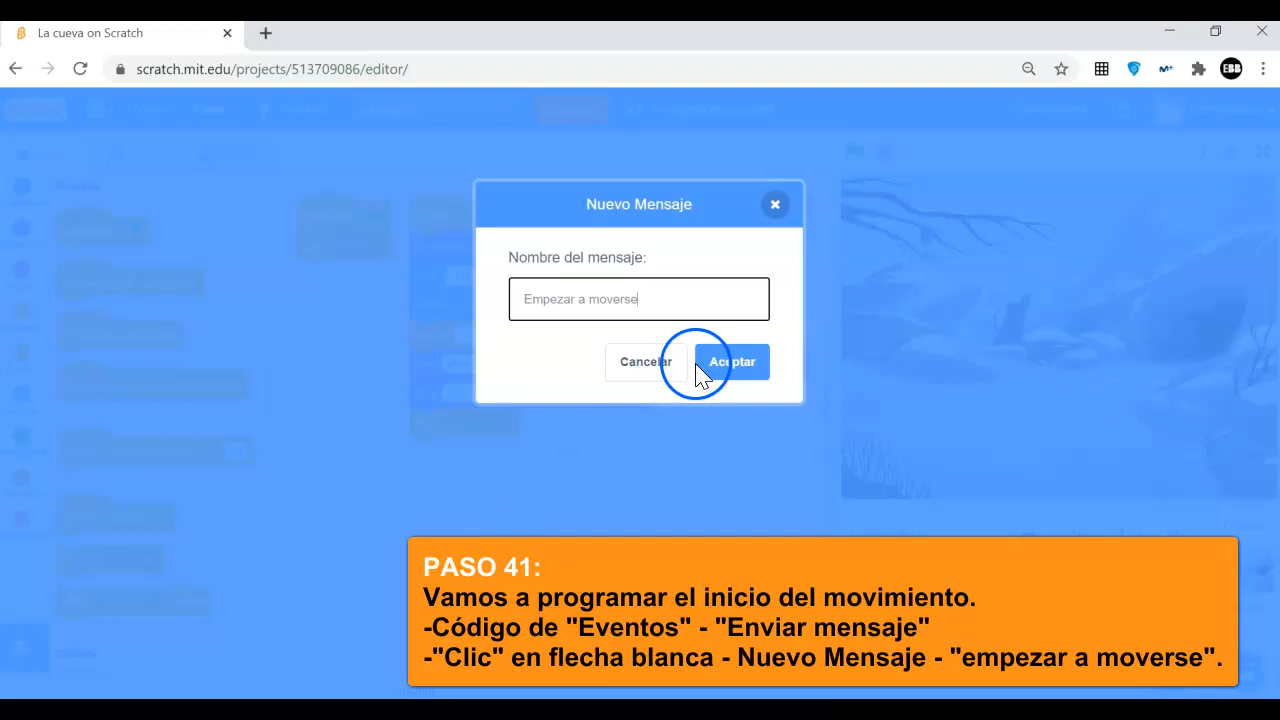 La cueva on Scratch
scratch.mit.edu/projects/513709086/editor/
EBB
Nuevo Mensaje
Nombre del mensaje:
Empezar a moverse
Cancelar Aceptar
PASO 41:
Vamos a programar el inicio del movimiento.
-Código de "Eventos" - "Enviar mensaje"
-"Clic" en flecha blanca - Nuevo Mensaje - "empezar a moverse".